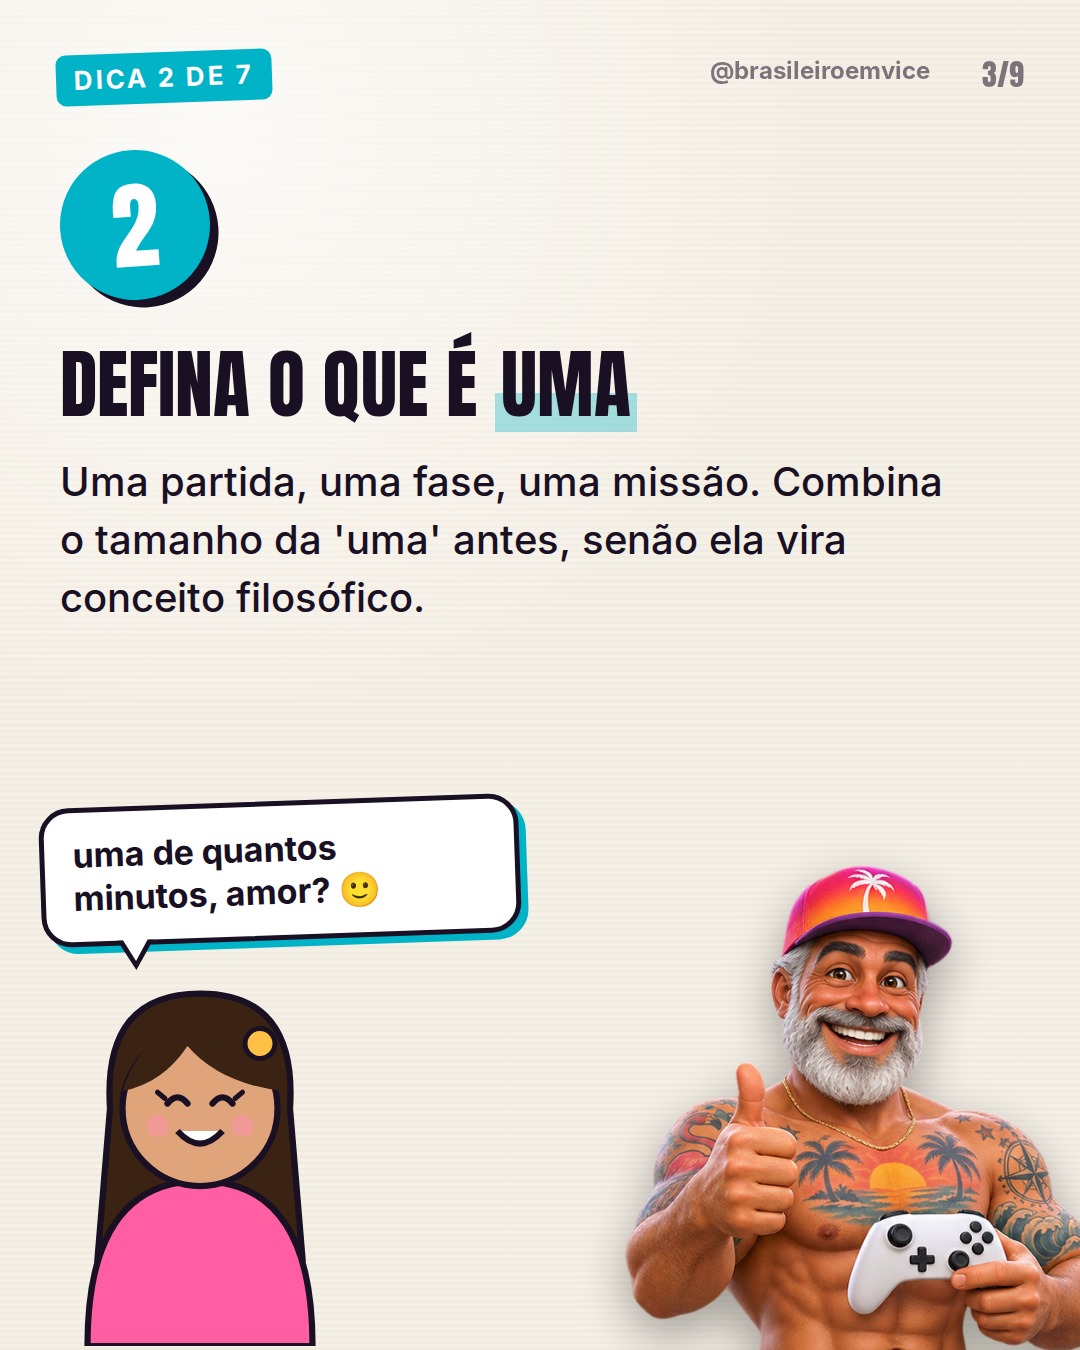 DICA 2 DE 7
@brasileiroemvice
3/9
2
DEFINA O QUE É UMA
Uma partida, uma fase, uma missão. Combina
o tamanho da 'uma' antes, senão ela vira
conceito filosófico.
uma de quantos
minutos, amor? 🙂